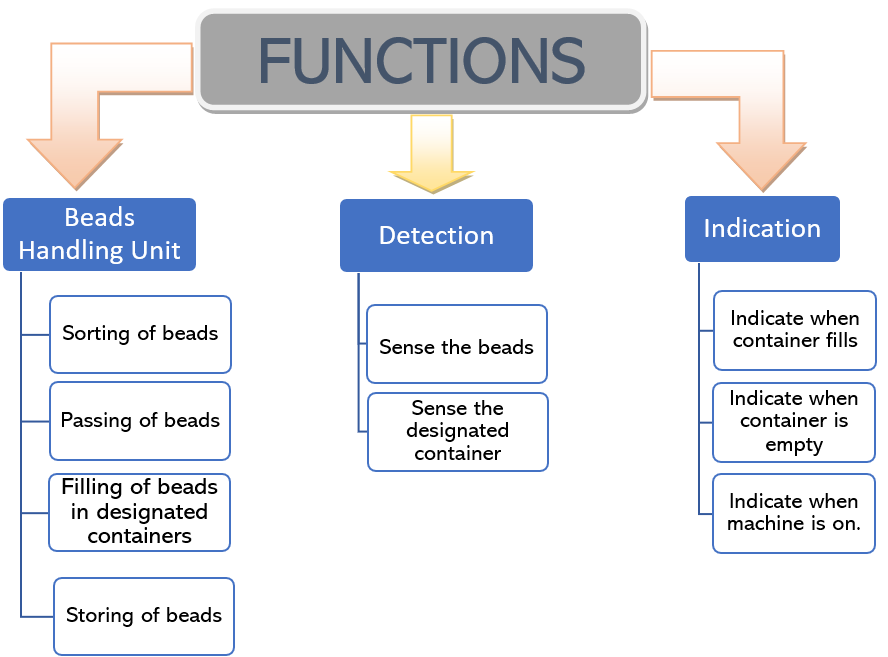 FUNCTIONS
Beads
Handling Unit
Sorting of beads
Passing of beads
Filling of beads
in designated
containers
Storing of beads
Detection
Sense the beads
Sense the
designated
container
Indication
Indicate when
container fills
Indicate when
container is
empty
Indicate when
machine is on.